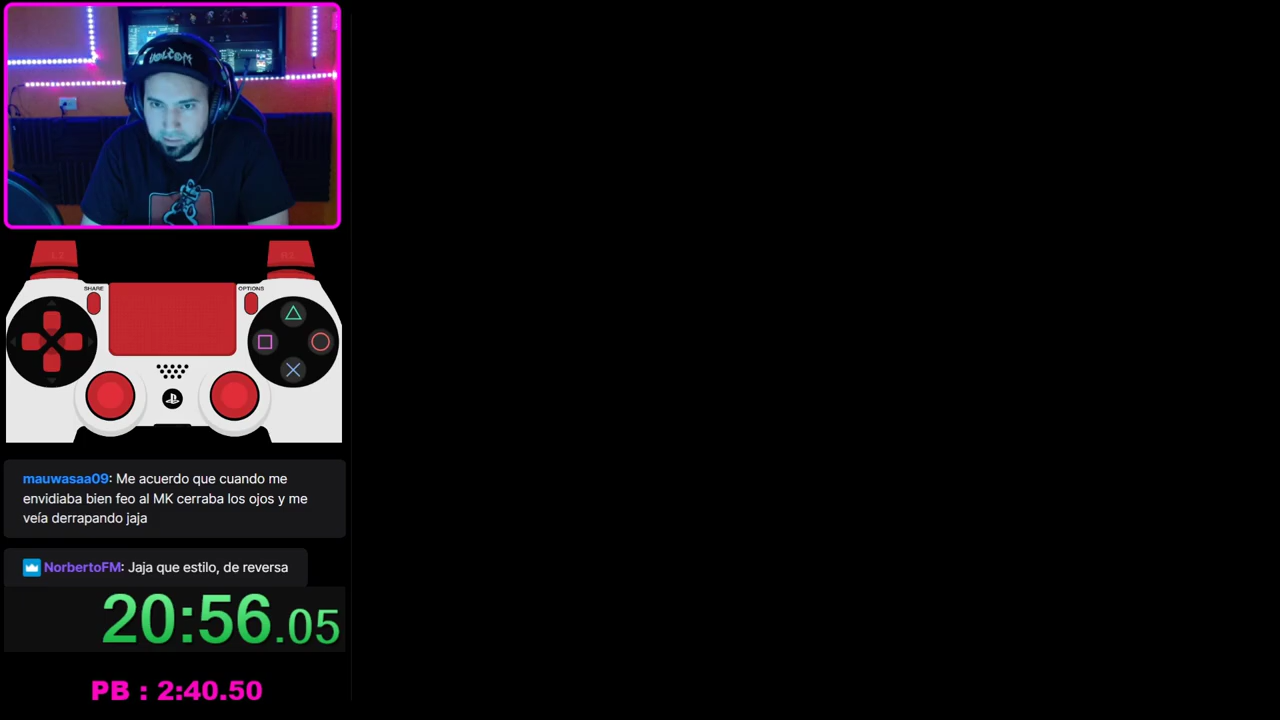 VOLCOM
SHARE
OPTIONS
mauwasaa09: Me acuerdo que cuando me
envidiaba bien feo al MK cerraba los ojos y me
veía derrapando jaja
NorbertoFM: Jaja que estilo, de reversa
20:56.05
PB : 2:40.50